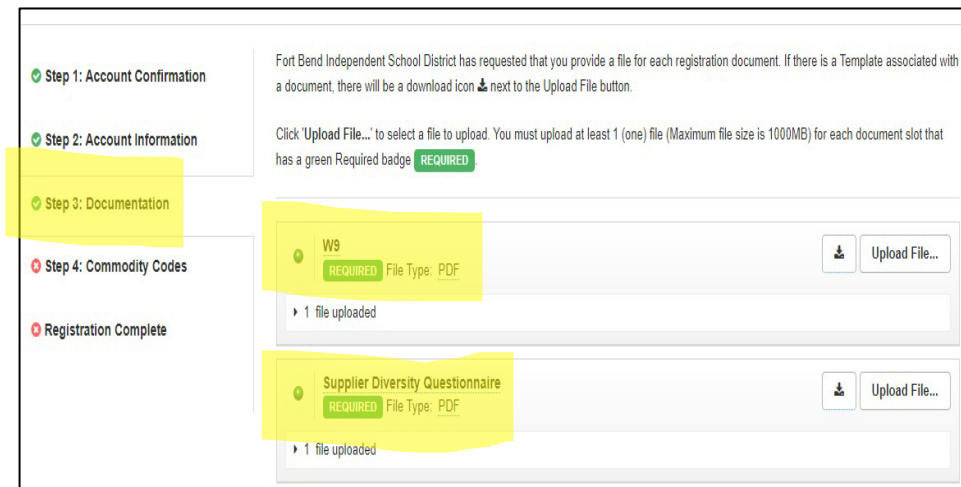 Step 1: Account Confirmation
Step 2: Account Information
Step 3: Documentation
Step 4: Commodity Codes
Registration Complete
Fort Bend Independent School District has requested that you provide a file for each registration document. If there is a Template associated with
a document, there will be a download icon next to the Upload File button.
Click 'Upload File...' to select a file to upload. You must upload at least 1 (one) file (Maximum file size is 1000MB) for each document slot that
has a green Required badge REQUIRED.
W9
REQUIRED File Type: PDF
Upload File...
1 file uploaded
Supplier Diversity Questionnaire
REQUIRED File Type: PDF
Upload File...
1 file uploaded